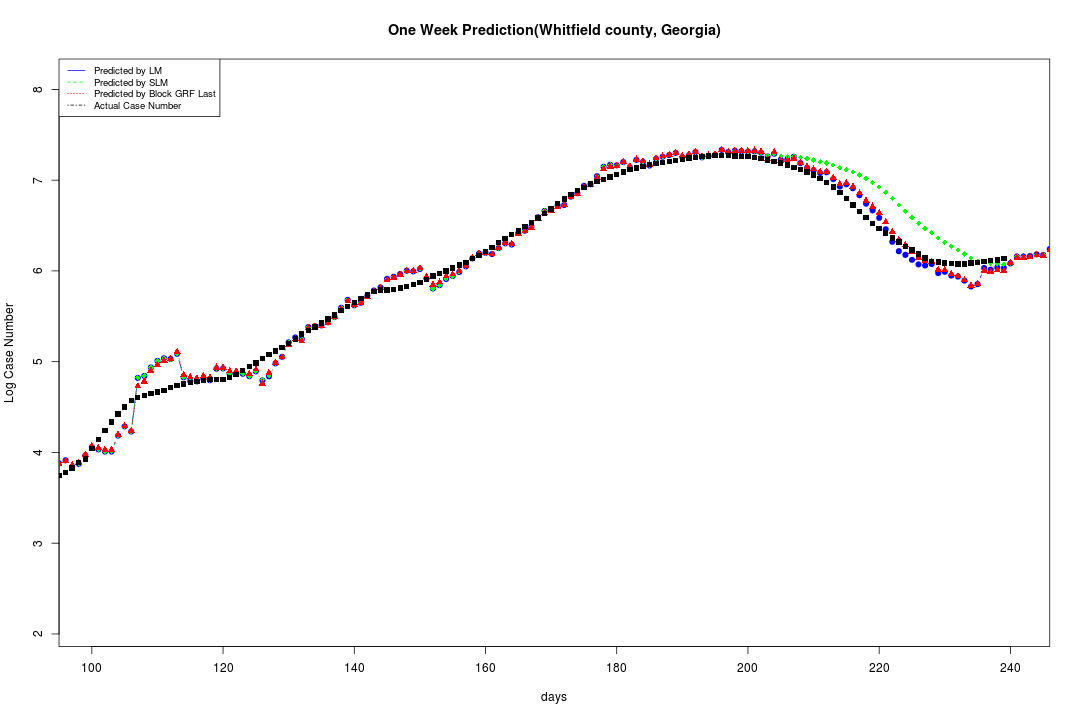 One Week Prediction(Whitfield county, Georgia)
Predicted by LM
Predicted by SLM
Predicted by Block GRF Last
Actual Case Number
8
7
6
5
4
3
2
Log Case Number
100 120 140 160 180 200 220 240
days